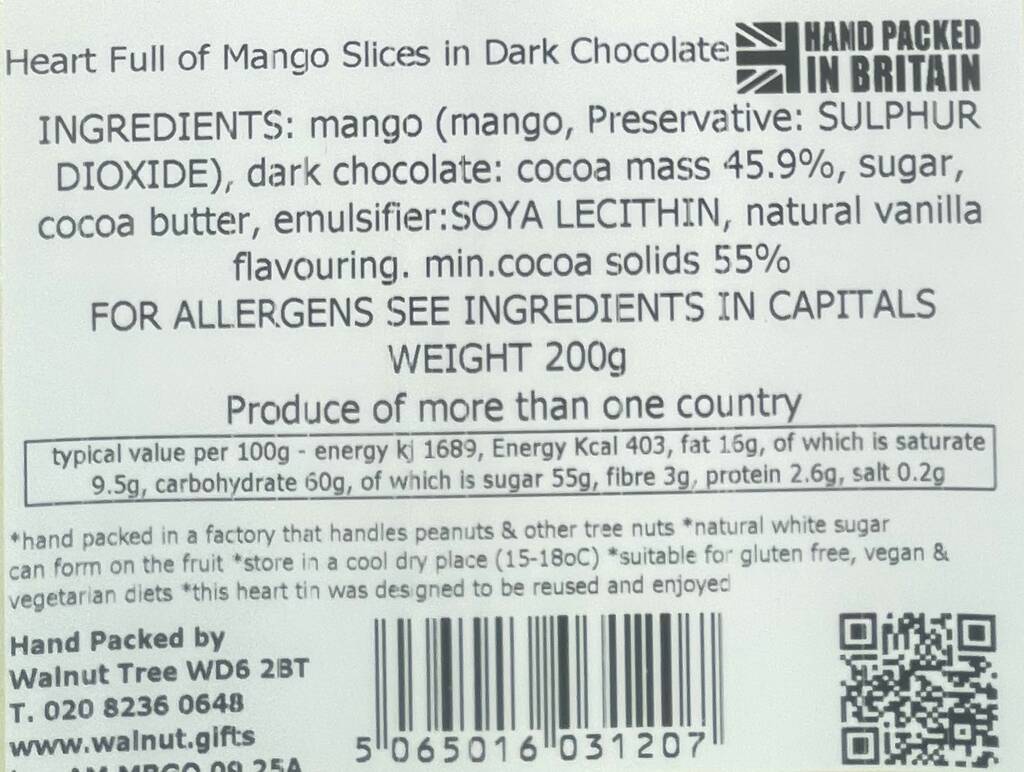 Heart Full of Mango Slices in Dark Chocolate
HAND PACKED
IN BRITAIN
INGREDIENTS: mango (mango, Preservative: SULPHUR
DIOXIDE), dark chocolate: cocoa mass 45.9%, sugar,
cocoa butter, emulsifier:SOYA LECITHIN, natural vanilla
flavouring. min.cocoa solids 55%
FOR ALLERGENS SEE INGREDIENTS IN CAPITALS
WEIGHT 200g
Produce of more than one country
typical value per 100g - energy kj 1689, Energy Kcal 403, fat 16g, of which is saturate
9.5g, carbohydrate 60g, of which is sugar 55g, fibre 3g, protein 2.6g, salt 0.2g
*hand packed in a factory that handles peanuts & other tree nuts *natural white sugar
can form on the fruit *store in a cool dry place (15-18oC) *suitable for gluten free, vegan &
vegetarian diets *this heart tin was designed to be reused and enjoyed
Hand Packed by
Walnut Tree WD6 2BT
T. 020 8236 0648
www.walnut.gifts
5 065016 031207